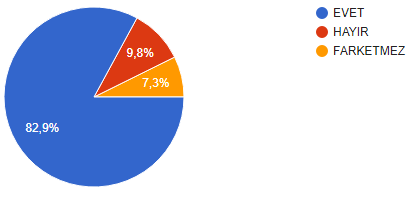 EVET
HAYIR
FARKETMEZ
9,8%
7,3%
82,9%